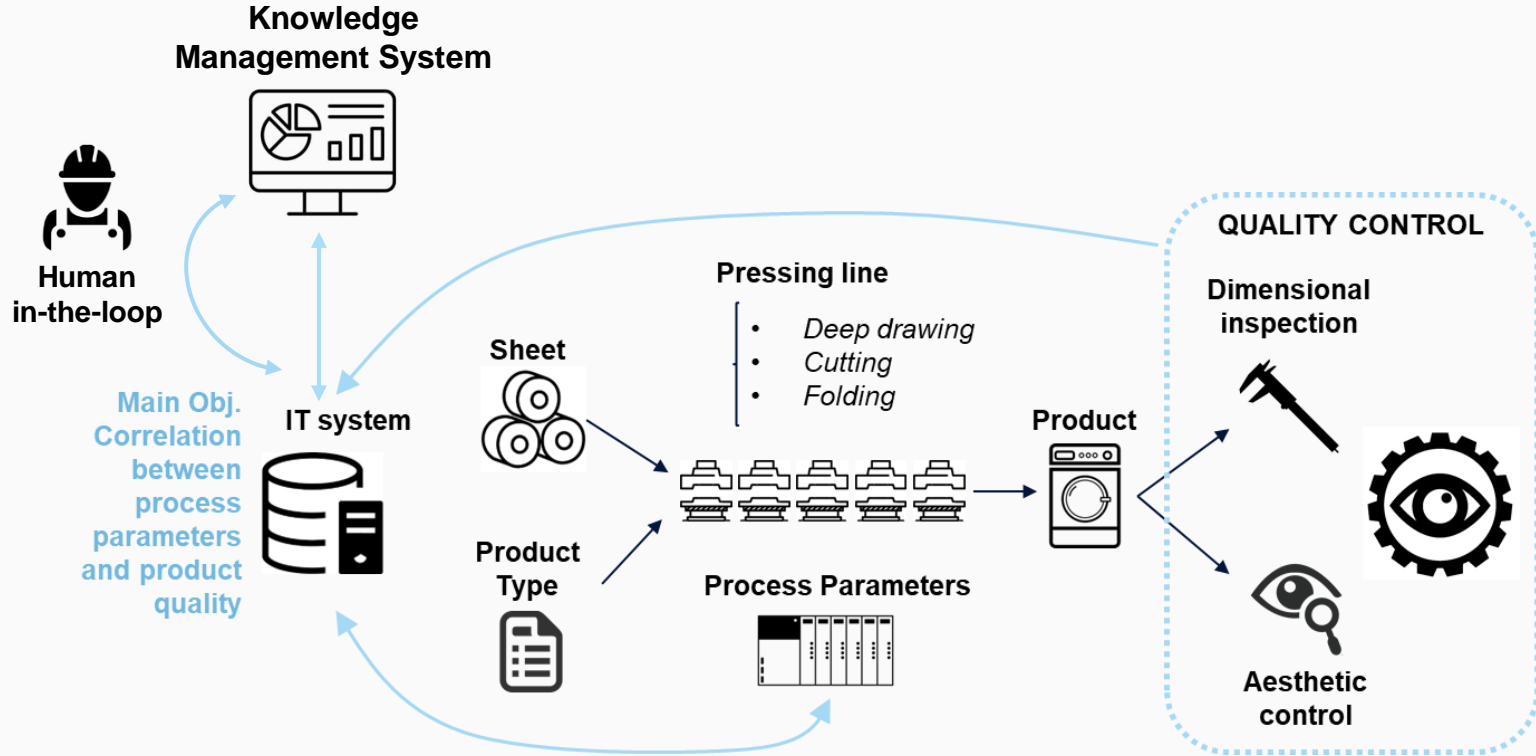 Knowledge
Management System
Human
in-the-loop
Main Obj.
Correlation
between
process
parameters
and product
quality
IT system
Sheet
Product
Type
Pressing line
• Deep drawing
• Cutting
• Folding
Process Parameters
Product
QUALITY CONTROL
Dimensional
inspection
Aesthetic
control